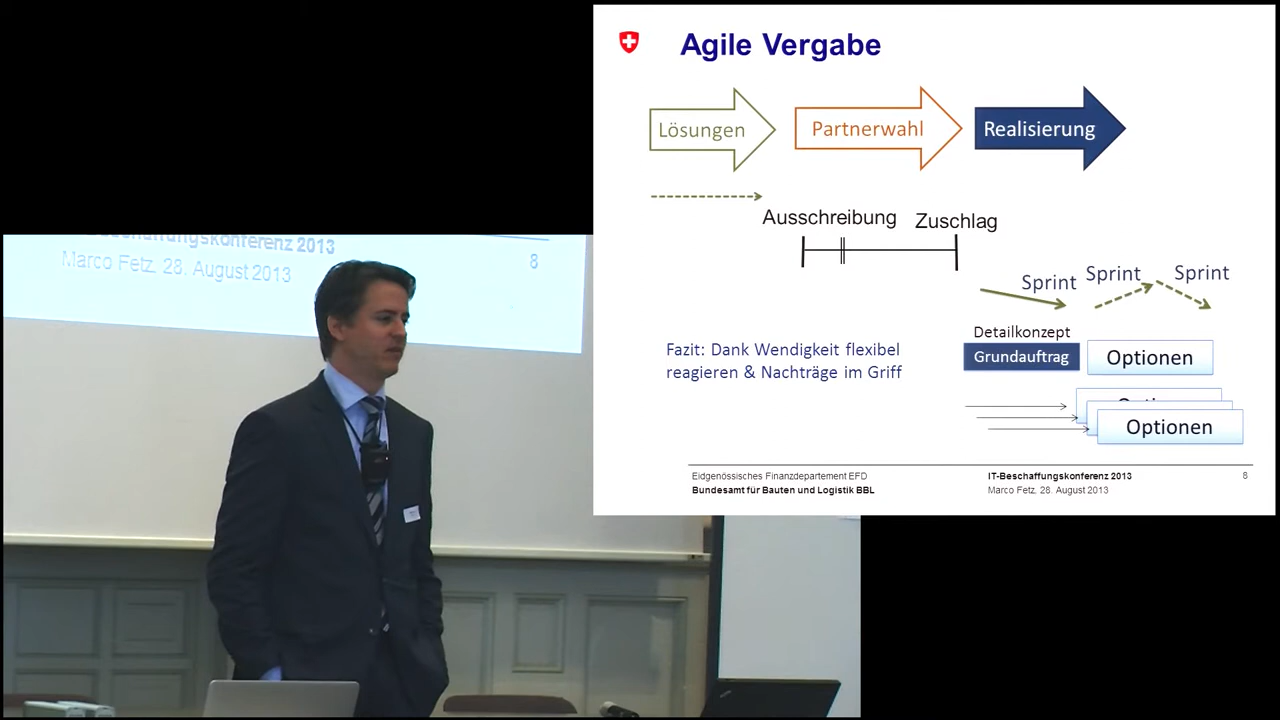 Agile Vergabe
Lösungen
Partnerwahl
Realisierung
Ausschreibung
Zuschlag
Sprint
Sprint
Sprint
Detailkonzept
Grundauftrag
Optionen
Fazit: Dank Wendigkeit flexibel
reagieren & Nachträge im Griff
Optionen
Eidgenössisches Finanzdepartement EFD
Bundesamt für Bauten und Logistik BBL
IT-Beschaffungskonferenz 2013
Marco Fetz, 28. August 2013
8
Beschaffungskonferenz 2013
Marco Fetz, 28. August 2013
8